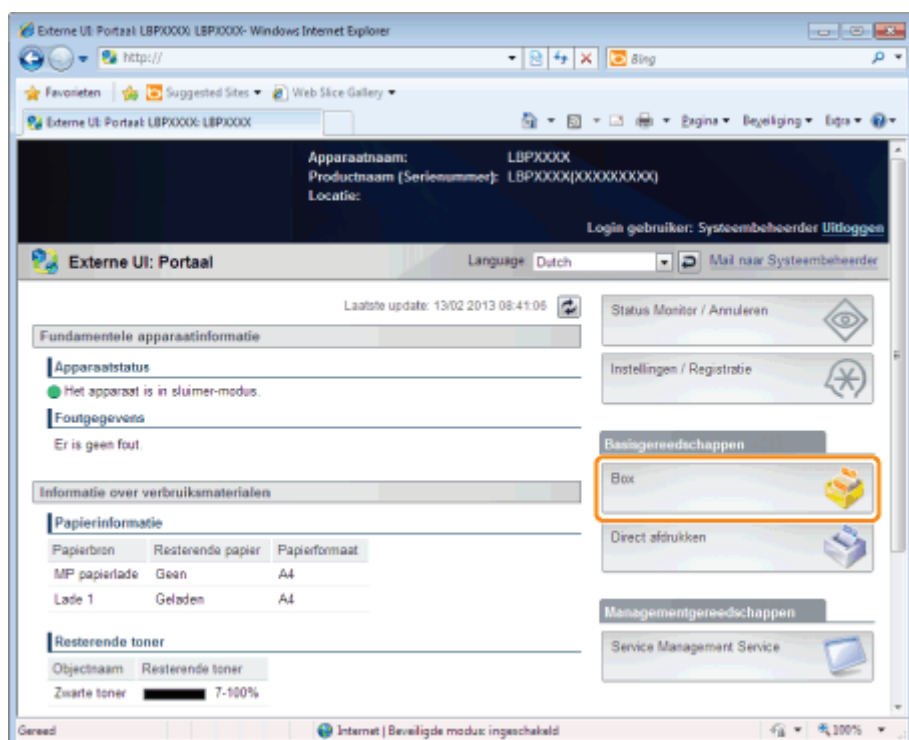 Externe UI: Portaal: LBPXXXX: LBPXXXX- Windows Internet Explorer
http://
Bing
Favorieten Suggested Sites Web Slice Gallery
Externe UI: Portaal: LBPXXXX: LBPXXXX
Pagina Beveiliging Extra
Apparaatnaam: LBPXXXX
Productnaam (Serienummer): LBPXXXX(XXXXXXXXX)
Locatie:
Login gebruiker: Systeembeheerder Uitloggen
Externe UI: Portaal
Language Dutch
Mail naar Systeembeheerder
Laatste update: 13/02 2013 08:41:06
Fundamentele apparaatinformatie
Apparaatstatus
Het apparaat is in sluimer-modus.
Foutgegevens
Er is geen fout.
Informatie over verbruiksmaterialen
Papierinformatie
Papierbron Resterende papier Papierformaat
MP papierlade Geen A4
Lade 1 Geladen A4
Resterende toner
Objectnaam Resterende toner
Zwarte toner 7-100%
Status Monitor / Annuleren
Instellingen / Registratie
Basisgereedschappen
Box
Direct afdrukken
Managementgereedschappen
Service Management Service
Gereed
Internet | Beveiligde modus: ingeschakeld
100%